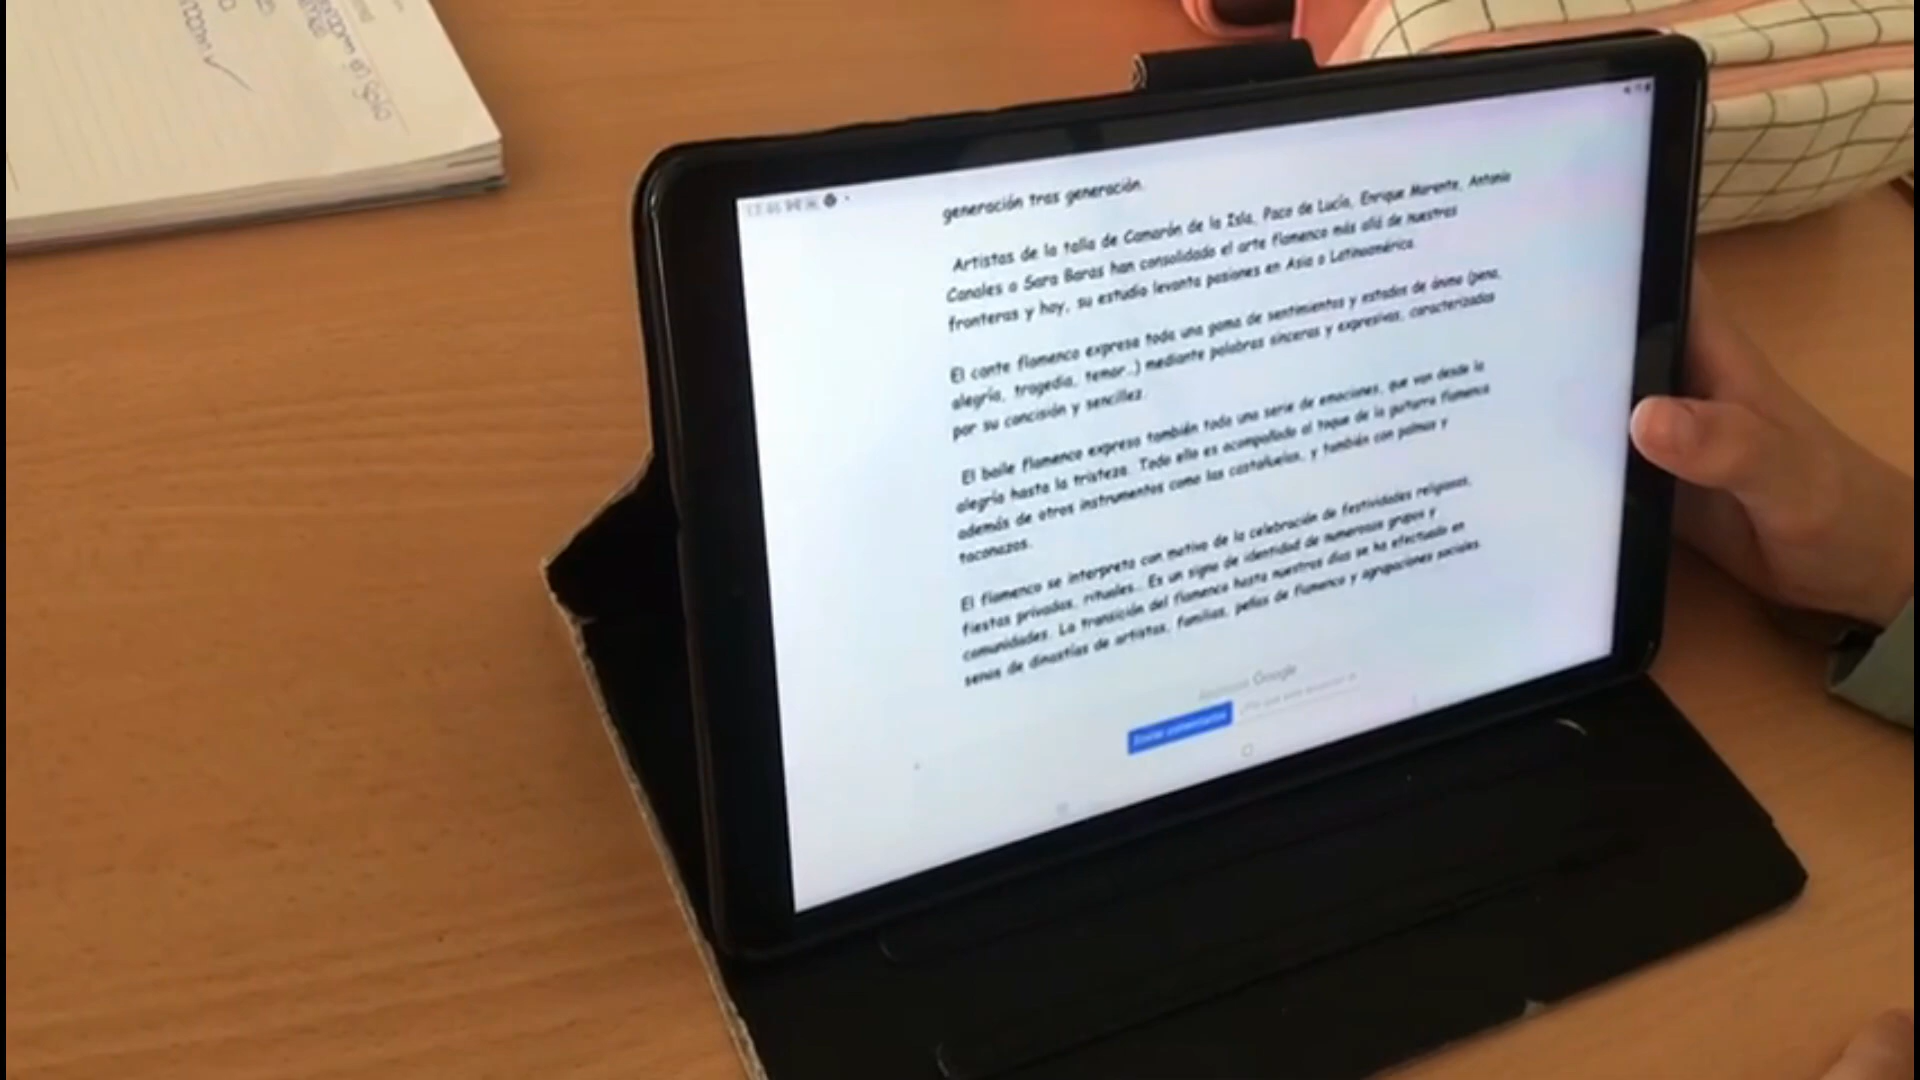 generación tras generación.
Artistas de la talla de Camarón de la Isla, Paco de Lucía, Enrique Morente, Antonio
Canales o Sara Baras han consolidado el arte flamenco más allá de nuestras
fronteras y hoy, su estudio levanta pasiones en Asia o Latinoamérica.
El cante flamenco expresa toda una gama de sentimientos y estados de ánimo (pena,
alegría, tragedia, temor..) mediante palabras sinceras y expresivas, caracterizadas
por su concisión y sencillez.
El baile flamenco expresa también toda una serie de emociones, que van desde la
alegría hasta la tristeza. Todo ello es acompañado al toque de la guitarra flamenca
además de otros instrumentos como las castañuelas, y también con palmas y
taconazos.
El flamenco se interpreta con motivo de la celebración de festividades religiosas,
fiestas privadas, rituales.. Es un signo de identidad de numerosos grupos y
comunidades. La transición del flamenco hasta nuestros días se ha efectuado en
senos de dinastías de artistas, familias, peñas de flamenco y agrupaciones sociales.
Google
Enviar comentarios